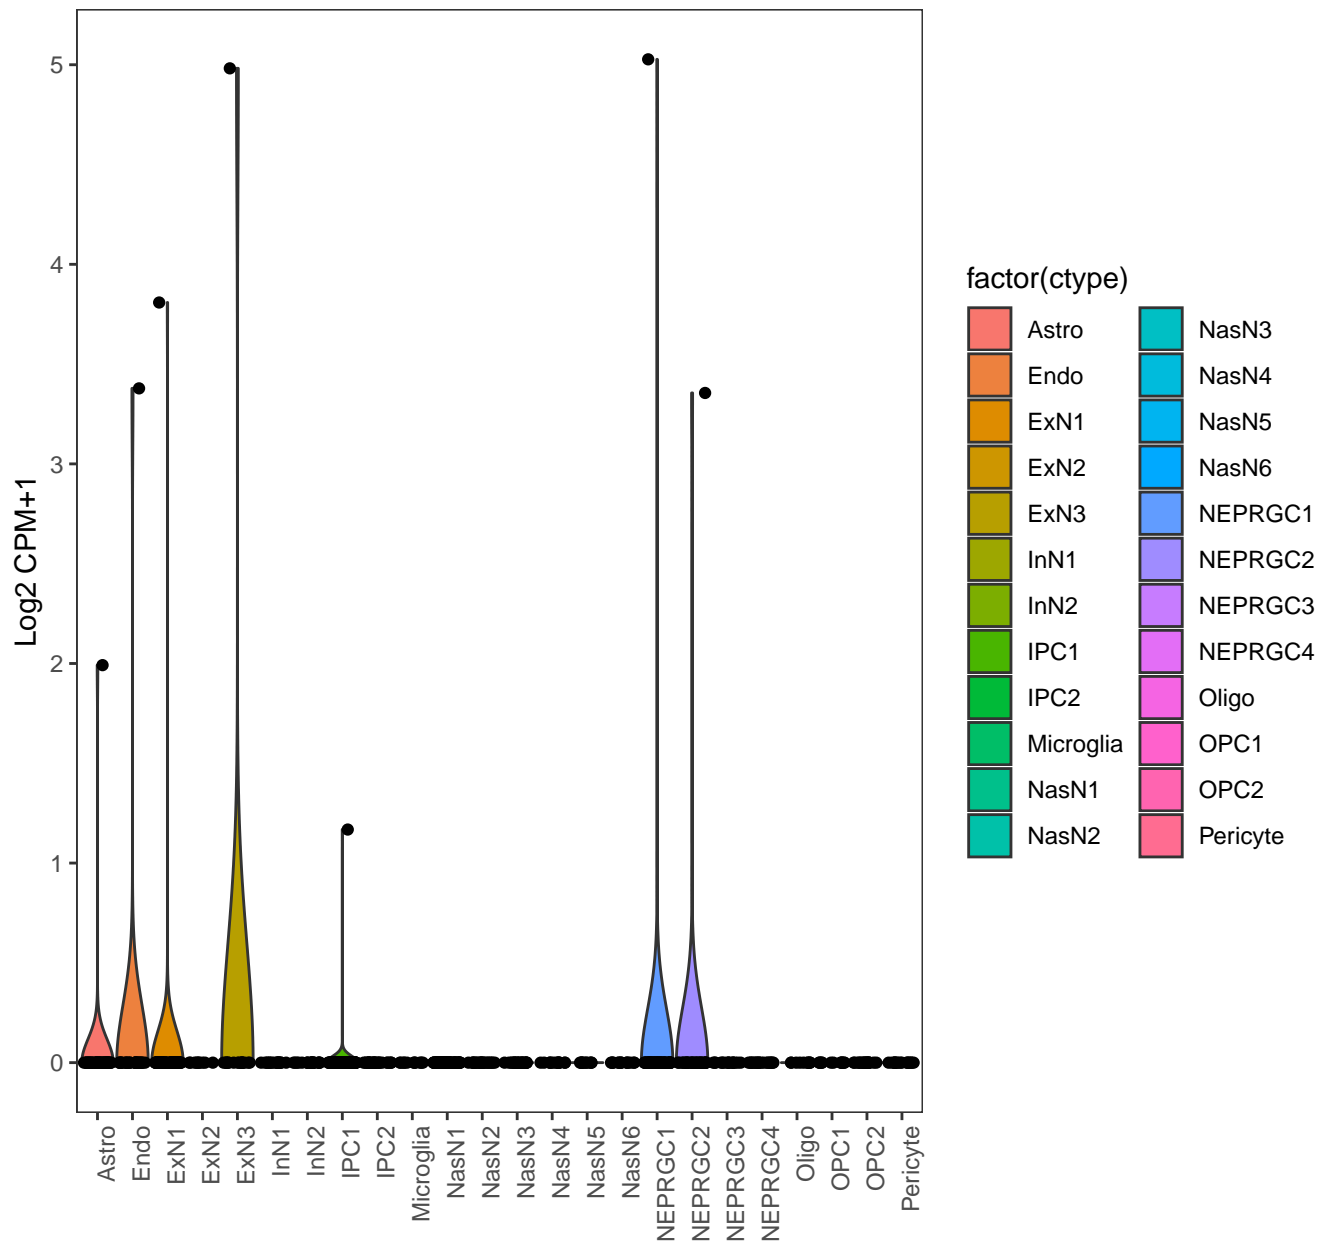 5
4
3
2
1
0
Log2 CPM+1
Astro
Endo
ExN1
ExN2
ExN3
InN1
InN2
IPC1
IPC2
Microglia
NasN1
NasN2
NasN3
NasN4
NasN5
NasN6
NEPRGC1
NEPRGC2
NEPRGC3
NEPRGC4
Oligo
OPC1
OPC2
Pericyte
factor(ctype)
Astro
Endo
ExN1
ExN2
ExN3
InN1
InN2
IPC1
IPC2
Microglia
NasN1
NasN2
NasN3
NasN4
NasN5
NasN6
NEPRGC1
NEPRGC2
NEPRGC3
NEPRGC4
Oligo
OPC1
OPC2
Pericyte